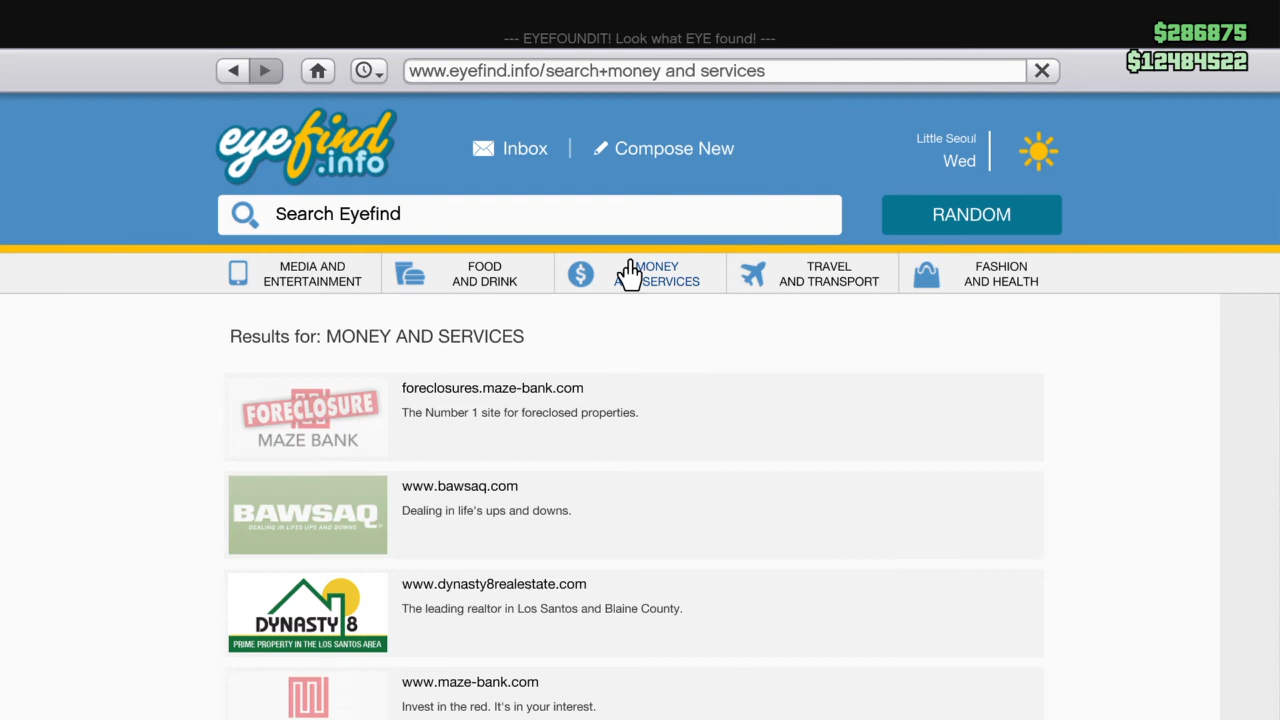 --- EYEFOUNDIT! Look what EYE found! ---
$286875
$12484522
www.eyefind.info/search+money and services
eyefind
.info
Inbox
Compose New
Little Seoul
Wed
Search Eyefind
RANDOM
MEDIA AND
ENTERTAINMENT
FOOD
AND DRINK
MONEY
AND SERVICES
TRAVEL
AND TRANSPORT
FASHION
AND HEALTH
Results for: MONEY AND SERVICES
FORECLOSURE
MAZE BANK
foreclosures.maze-bank.com
The Number 1 site for foreclosed properties.
BAWSAQ
DEALING IN LIFE'S UPS AND DOWNS
www.bawsaq.com
Dealing in life's ups and downs.
DYNASTY 8
PRIME PROPERTY IN THE LOS SANTOS AREA
www.dynasty8realestate.com
The leading realtor in Los Santos and Blaine County.
www.maze-bank.com
Invest in the red. It's in your interest.